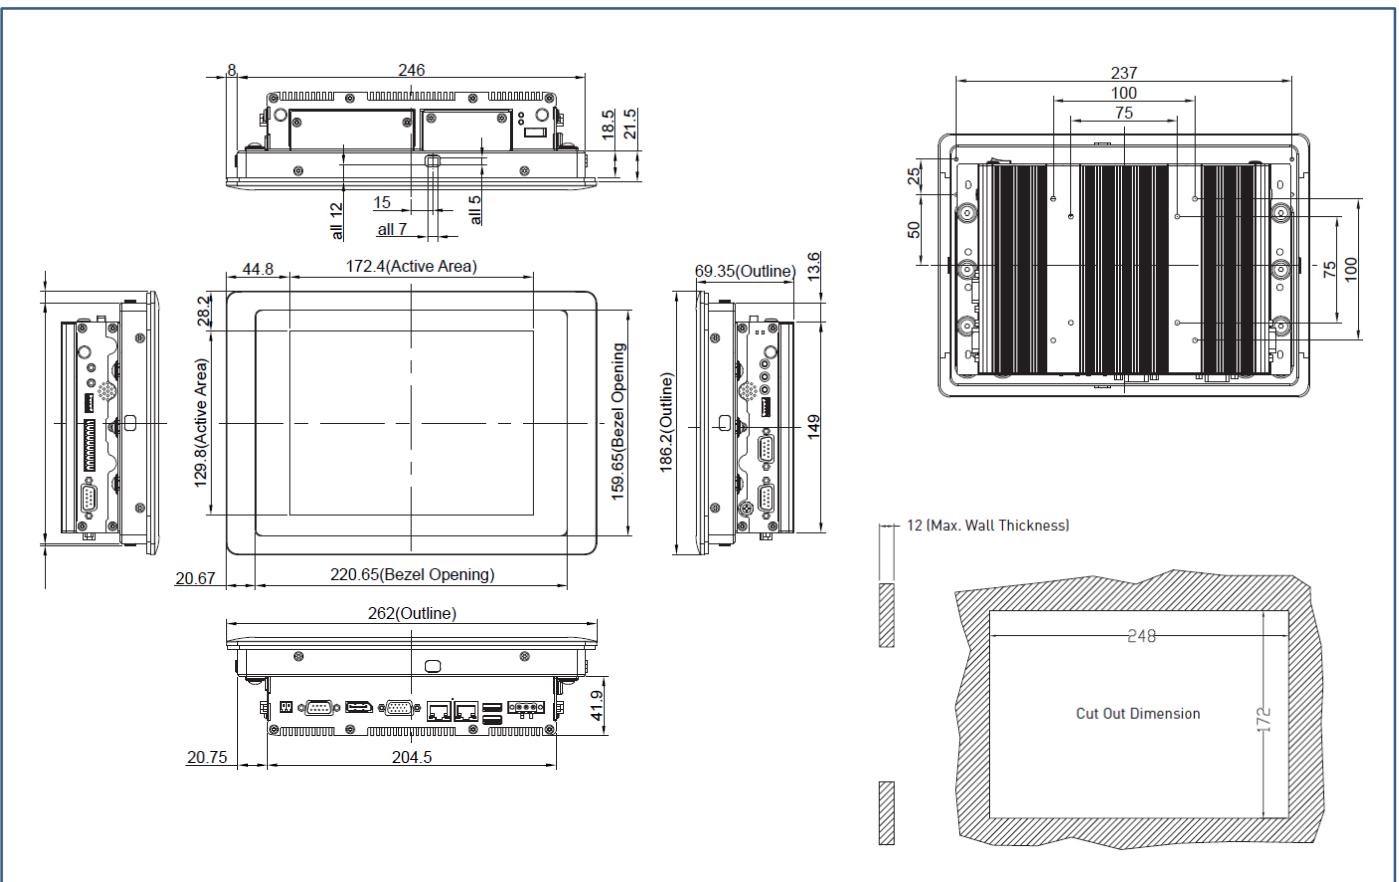 8
246
18.5
21.5
all 12
15
all 7
all 5
237
100
75
25
50
75
100
44.8
172.4(Active Area)
28.2
129.8(Active Area)
159.65(Bezel Opening
20.67
220.65(Bezel Opening)
69.35(Outline)
13.6
186.2(Outline)
149
262(Outline)
41.9
20.75
204.5
12 (Max. Wall Thickness)
248
Cut Out Dimension
172